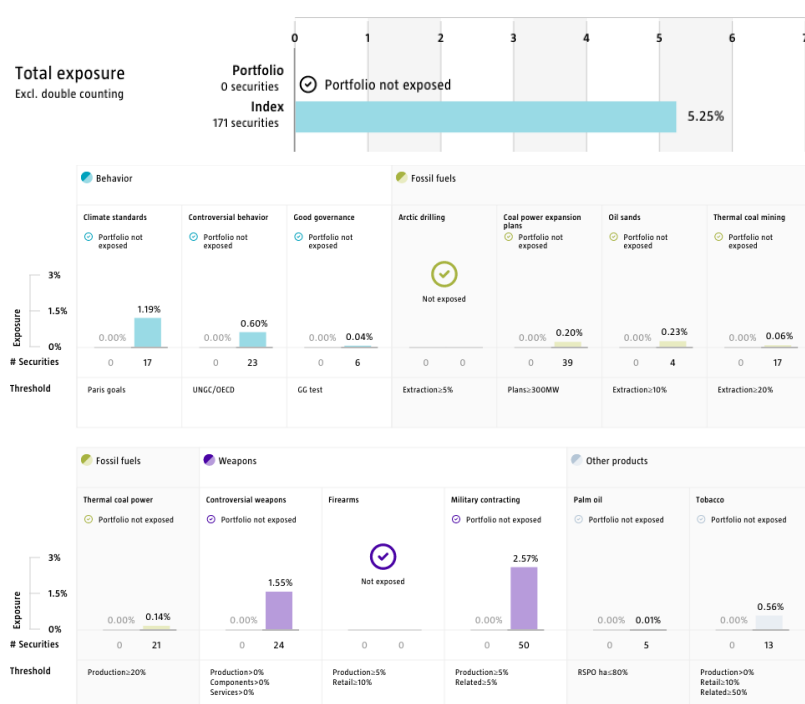 0 1 2 3 4 5 6 7
Total exposure
Excl. double counting
Portfolio
0 securities
Portfolio not exposed
Index
171 securities
5.25%
Behavior
Fossil fuels
Climate standards
Controversial behavior
Good governance
Arctic drilling
Coal power expansion
plans
Oil sands
Thermal coal mining
Portfolio not
exposed
Portfolio not
exposed
Portfolio not
exposed
Not exposed
Portfolio not
exposed
Portfolio not
exposed
Portfolio not
exposed
Exposure
3%
1.5%
0%
0.00% 1.19%
0.00% 0.60%
0.00% 0.04%
0.00% 0.20%
0.00% 0.23%
0.00% 0.06%
# Securities 0 17 0 23 0 6 0 0 0 39 0 4 0 17
Threshold
Paris goals
UNGC/OECD
GG test
Extraction≥5%
Plans≥300MW
Extraction≥10%
Extraction≥20%
Fossil fuels
Weapons
Other products
Thermal coal power
Controversial weapons
Firearms
Military contracting
Palm oil
Tobacco
Portfolio not exposed
Portfolio not exposed
Not exposed
Portfolio not exposed
Portfolio not exposed
Portfolio not exposed
Exposure
3%
1.5%
0%
0.00% 0.14%
0.00% 1.55%
0.00% 2.57%
0.00% 0.01%
0.00% 0.56%
# Securities 0 21 0 24 0 0 0 50 0 5 0 13
Threshold
Production≥20%
Production>0%
Components>0%
Services>0%
Production≥5%
Retail≥10%
Production≥5%
Related≥5%
RSPO ha≤80%
Production>0%
Retail≥10%
Related≥50%